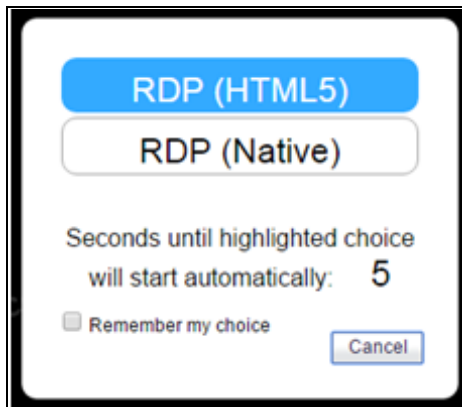 RDP (HTML5)
RDP (Native)
Seconds until highlighted choice
will start automatically: 5
Remember my choice
Cancel